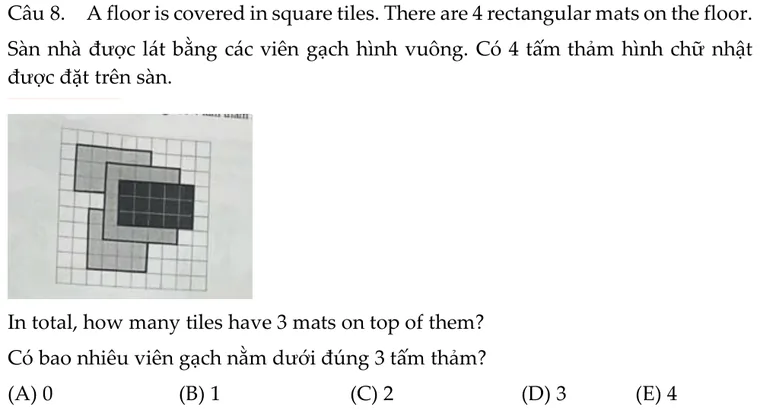 Câu 8. A floor is covered in square tiles. There are 4 rectangular mats on the floor.
Sàn nhà được lát bằng các viên gạch hình vuông. Có 4 tấm thảm hình chữ nhật
được đặt trên sàn.
In total, how many tiles have 3 mats on top of them?
Có bao nhiêu viên gạch nằm dưới đúng 3 tấm thảm?
(A) 0 (B) 1 (C) 2 (D) 3 (E) 4